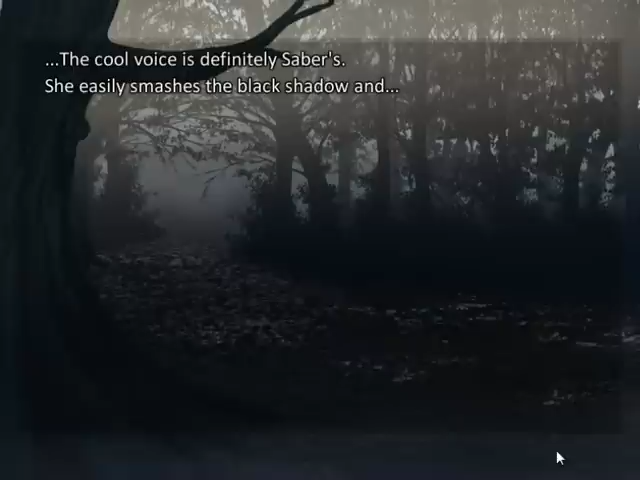 ...The cool voice is definitely Saber's.
She easily smashes the black shadow and...